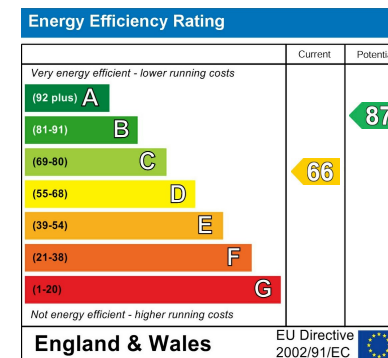 Energy Efficiency Rating
Current Potenti
Very energy efficient - lower running costs
(92 plus) A
(81-91) B
87
(69-80) C
66
(55-68) D
(39-54) E
(21-38) F
(1-20) G
Not energy efficient - higher running costs
England & Wales
EU Directive
2002/91/EC